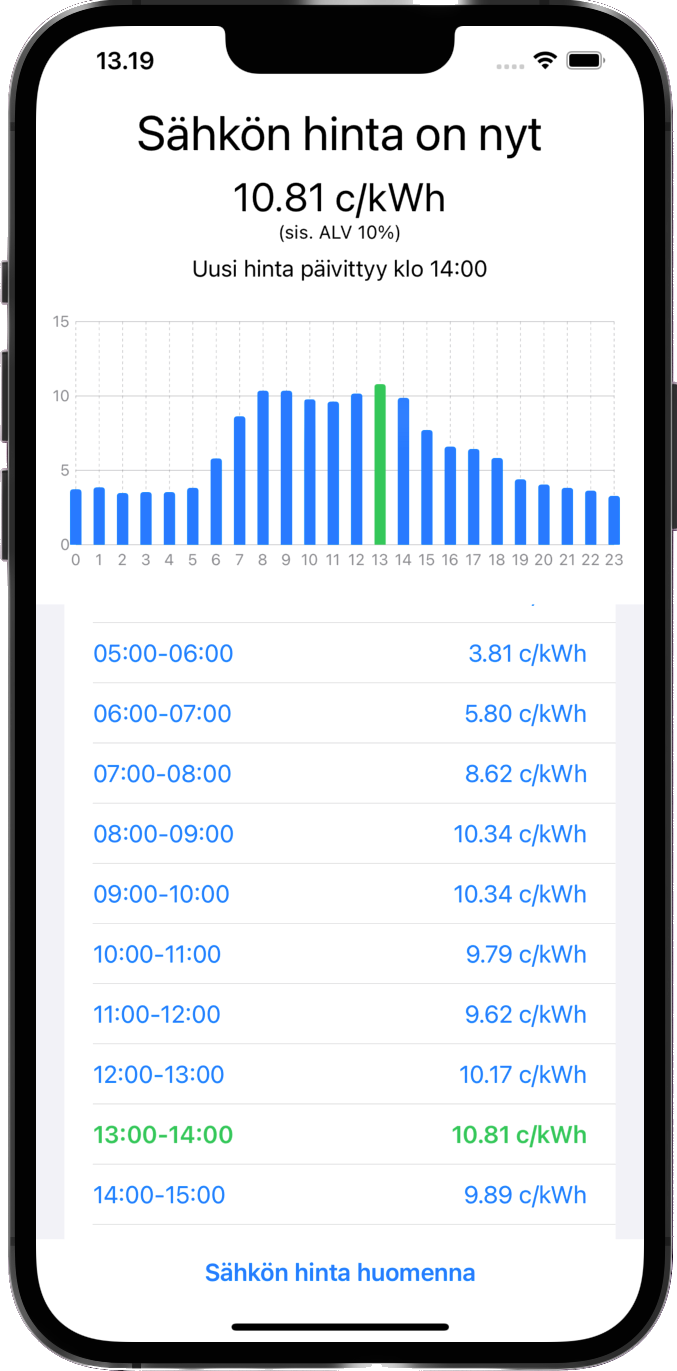 13.19
Sähkön hinta on nyt
10.81 c/kWh
(sis. ALV 10%)
Uusi hinta päivittyy klo 14:00
15
10
5
0
0 1 2 3 4 5 6 7 8 9 10 11 12 13 14 15 16 17 18 19 20 21 22 23
05:00-06:00 3.81 c/kWh
06:00-07:00 5.80 c/kWh
07:00-08:00 8.62 c/kWh
08:00-09:00 10.34 c/kWh
09:00-10:00 10.34 c/kWh
10:00-11:00 9.79 c/kWh
11:00-12:00 9.62 c/kWh
12:00-13:00 10.17 c/kWh
13:00-14:00 10.81 c/kWh
14:00-15:00 9.89 c/kWh
Sähkön hinta huomenna